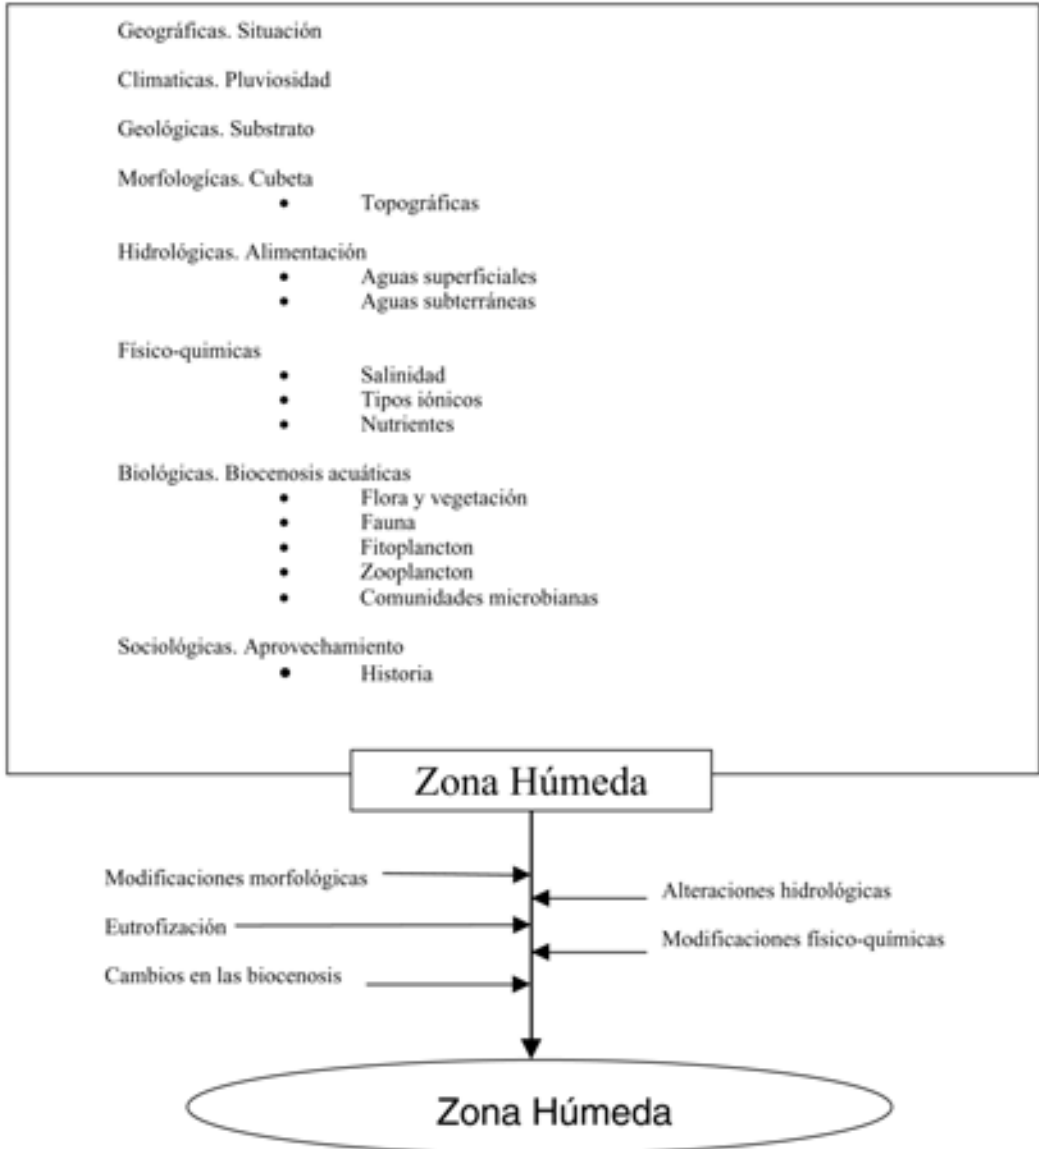 Geográficas. Situación
Climaticas. Pluviosidad
Geológicas. Substrato
Morfologícas. Cubeta
• Topográficas
Hidrológicas. Alimentación
• Aguas superficiales
• Aguas subterráneas
Físico-quimicas
• Salinidad
• Tipos iónicos
• Nutrientes
Biológicas. Biocenosis acuáticas
• Flora y vegetación
• Fauna
• Fitoplancton
• Zooplancton
• Comunidades microbianas
Sociológicas. Aprovechamiento
• Historia
Zona Húmeda
Modificaciones morfológicas
Alteraciones hidrológicas
Eutrofización
Modificaciones físico-químicas
Cambios en las biocenosis
Zona Húmeda